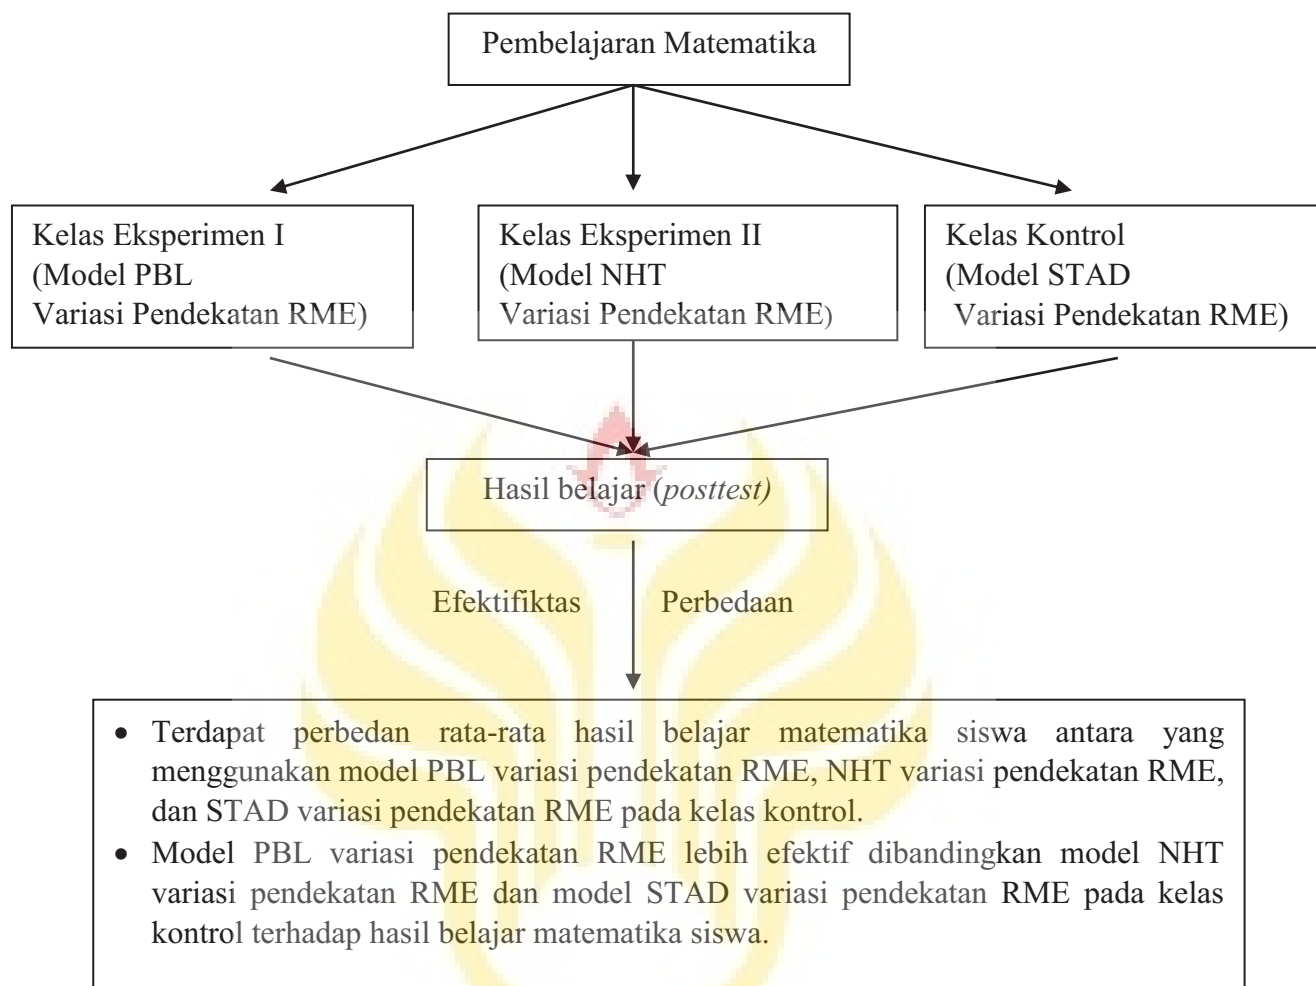 Pembelajaran Matematika
Kelas Eksperimen I
(Model PBL
Variasi Pendekatan RME)
Kelas Eksperimen II
(Model NHT
Variasi Pendekatan RME)
Kelas Kontrol
(Model STAD
Variasi Pendekatan RME)
Hasil belajar (posttest)
Efektifiktas
Perbedaan
• Terdapat perbedan rata-rata hasil belajar matematika siswa antara yang
menggunakan model PBL variasi pendekatan RME, NHT variasi pendekatan RME,
dan STAD variasi pendekatan RME pada kelas kontrol.
• Model PBL variasi pendekatan RME lebih efektif dibandingkan model NHT
variasi pendekatan RME dan model STAD variasi pendekatan RME pada kelas
kontrol terhadap hasil belajar matematika siswa.